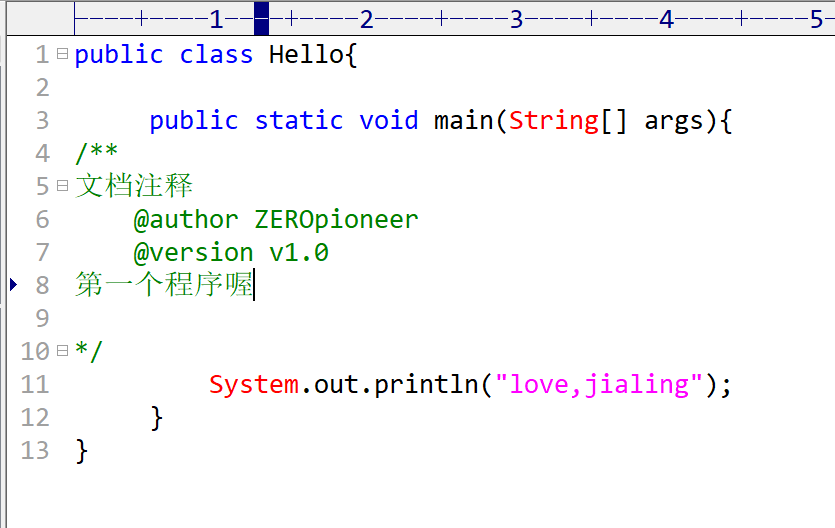 ----+----1----+----2----+----3----+----4----+----5
1 public class Hello{
2
3 public static void main(String[] args){
4 /**
5 文档注释
6 @author ZEROpioneer
7 @version v1.0
8 第一个程序喔
9
10 */
11 System.out.println("love,jialing");
12 }
13 }